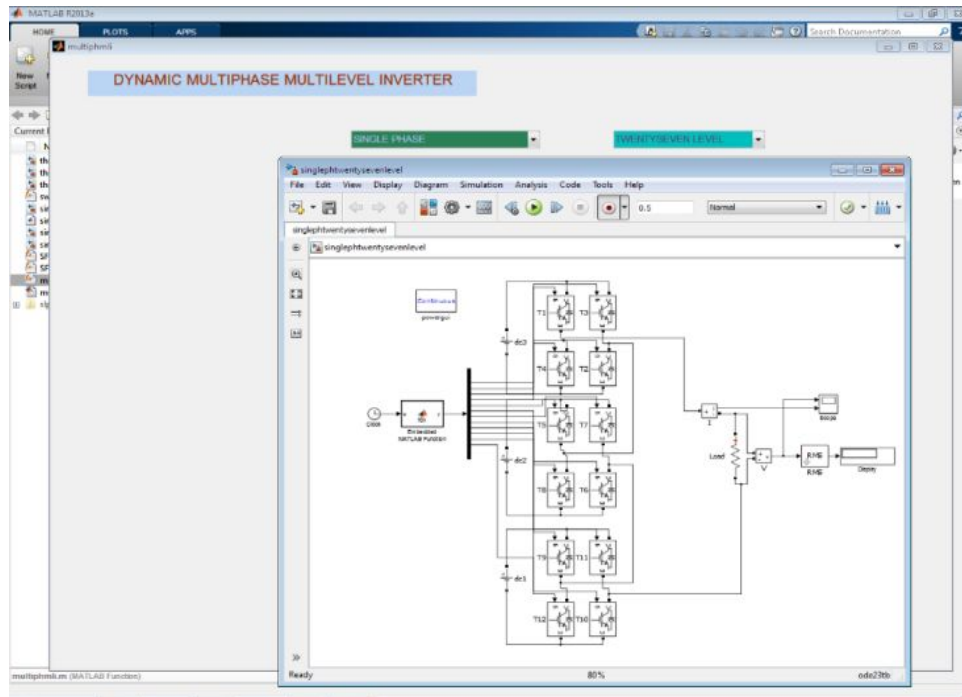 MATLAB R2013a
HOME PLOTS APPS
Search Documentation
multiphmli
New
Script
DYNAMIC MULTIPHASE MULTILEVEL INVERTER
SINGLE PHASE TWENTYSEVEN LEVEL
singlephtwentysevenlevel
File Edit View Display Diagram Simulation Analysis Code Tools Help
0.5 Normal
singlephtwentysevenlevel
singlephtwentysevenlevel
Continuous
powergui
T1 T3
dc3
T4 T2
Clock
Embedded
MATLAB Function
T5 T7
dc2
T8 T6
T9 T11
dc1
T12 T10
I
Load
V
Scope
RMS
RMS
Display
Ready 80% ode23tb
multiphmli.m (MATLAB Function)